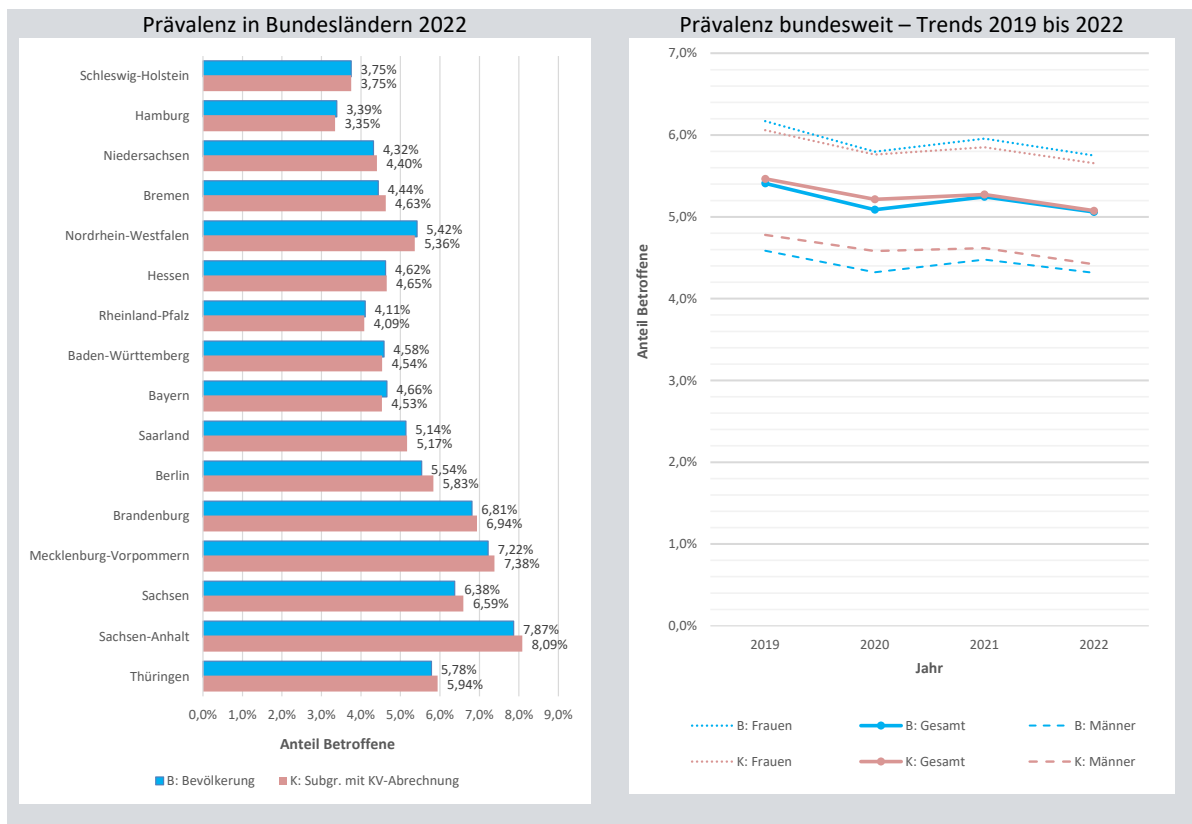 Prävalenz in Bundesländern 2022
Schleswig-Holstein
3,75%
3,75%
Hamburg
3,39%
3,35%
Niedersachsen
4,32%
4,40%
Bremen
4,44%
4,63%
Nordrhein-Westfalen
5,42%
5,36%
Hessen
4,62%
4,65%
Rheinland-Pfalz
4,11%
4,09%
Baden-Württemberg
4,58%
4,54%
Bayern
4,66%
4,53%
Saarland
5,14%
5,17%
Berlin
5,54%
5,83%
Brandenburg
6,81%
6,94%
Mecklenburg-Vorpommern
7,22%
7,38%
Sachsen
6,38%
6,59%
Sachsen-Anhalt
7,87%
8,09%
Thüringen
5,78%
5,94%
0,0% 1,0% 2,0% 3,0% 4,0% 5,0% 6,0% 7,0% 8,0% 9,0%
Anteil Betroffene
B: Bevölkerung K: Subgr. mit KV-Abrechnung
Prävalenz bundesweit – Trends 2019 bis 2022
7,0%
6,0%
5,0%
4,0%
3,0%
2,0%
1,0%
0,0%
Anteil Betroffene
2019 2020 2021 2022
Jahr
B: Frauen B: Gesamt B: Männer
K: Frauen K: Gesamt K: Männer